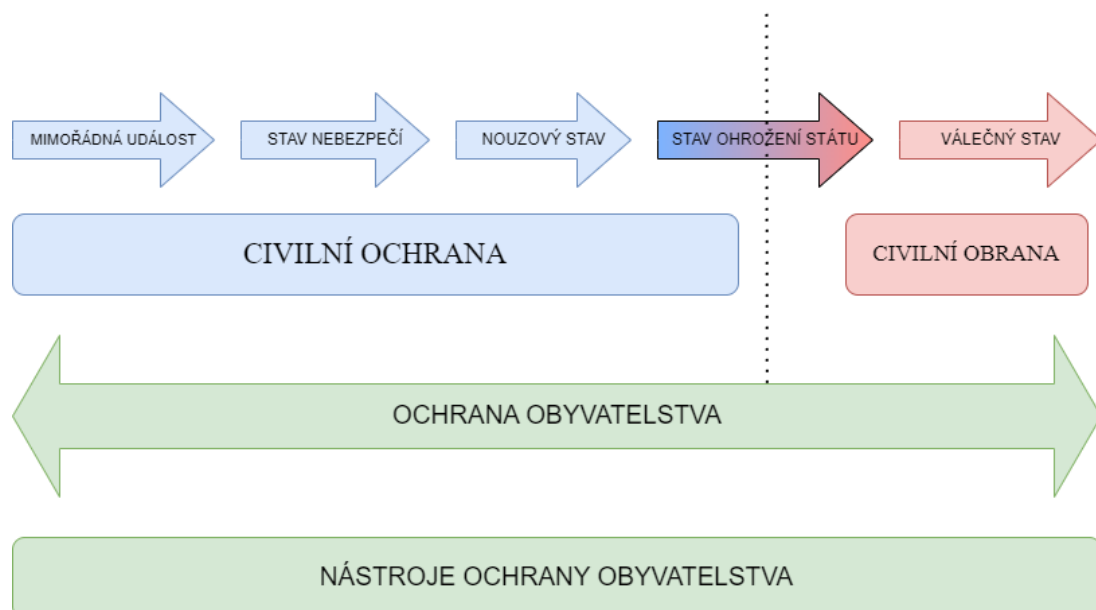 MIMOŘÁDNÁ UDÁLOST
STAV NEBEZPEČÍ
NOUZOVÝ STAV
STAV OHROŽENÍ STÁTU
VÁLEČNÝ STAV
CIVILNÍ OCHRANA
CIVILNÍ OBRANA
OCHRANA OBYVATELSTVA
NÁSTROJE OCHRANY OBYVATELSTVA